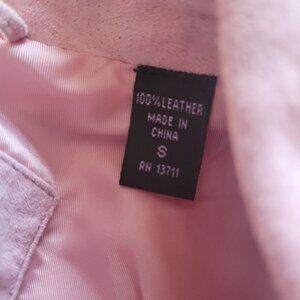 100% LEATHER
MADE IN
CHINA
S
RN 13711